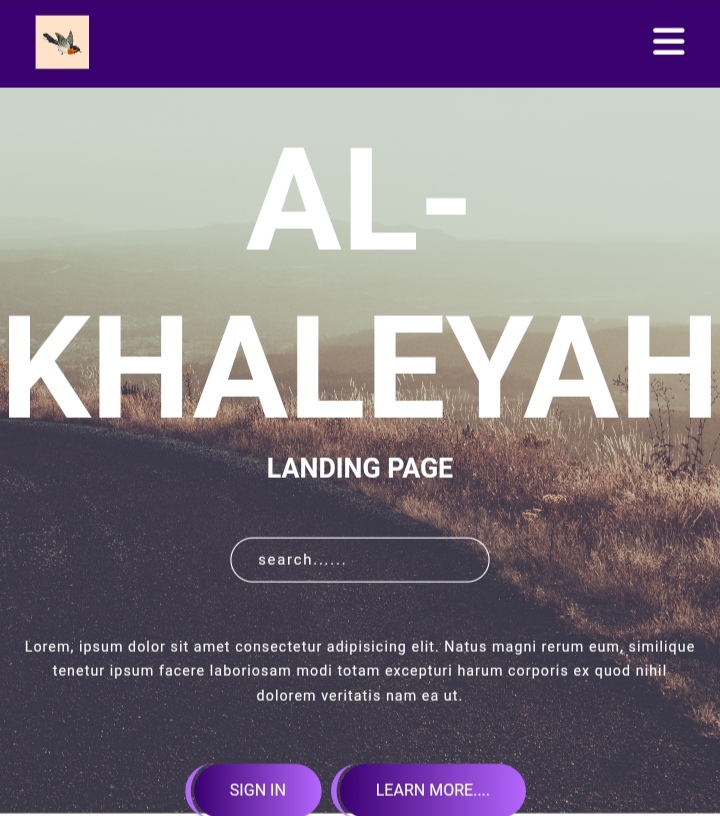 AL-
KHALEYAH
LANDING PAGE
search......
Lorem, ipsum dolor sit amet consectetur adipisicing elit. Natus magni rerum eum, similique
tenetur ipsum facere laboriosam modi totam excepturi harum corporis ex quod nihil
dolorem veritatis nam ea ut.
SIGN IN
LEARN MORE....